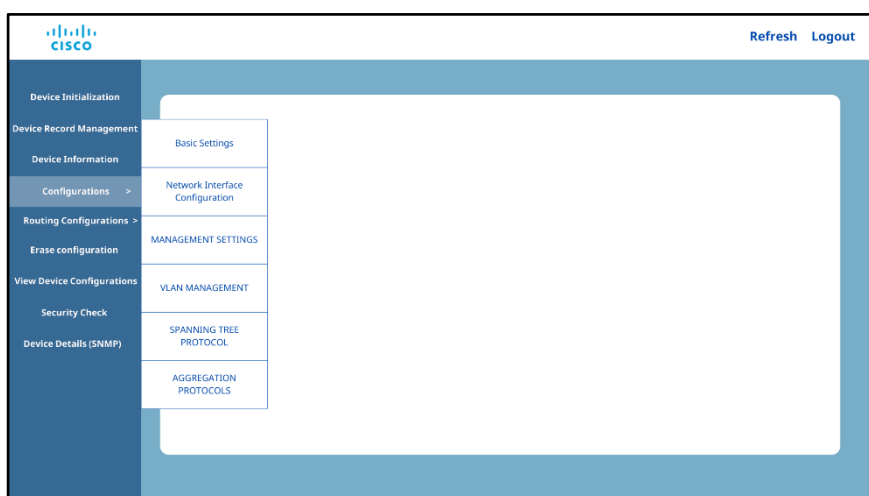 CISCO
Refresh Logout
Device Initialization
Device Record Management
Device Information
Configurations >
Routing Configurations >
Erase configuration
View Device Configurations
Security Check
Device Details (SNMP)
Basic Settings
Network Interface
Configuration
MANAGEMENT SETTINGS
VLAN MANAGEMENT
SPANNING TREE
PROTOCOL
AGGREGATION
PROTOCOLS